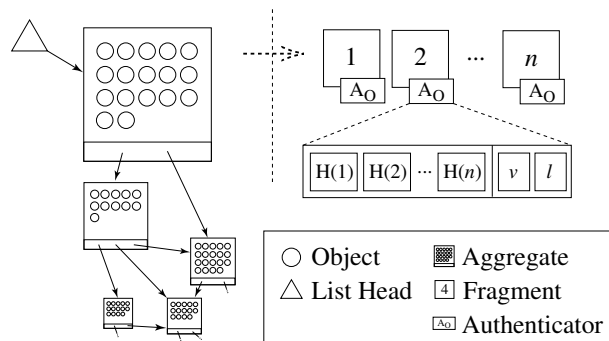 1 2 ... n
A_O A_O A_O
H(1) H(2) ... H(n) v l
Object
Aggregate
List Head
4 Fragment
A_O Authenticator